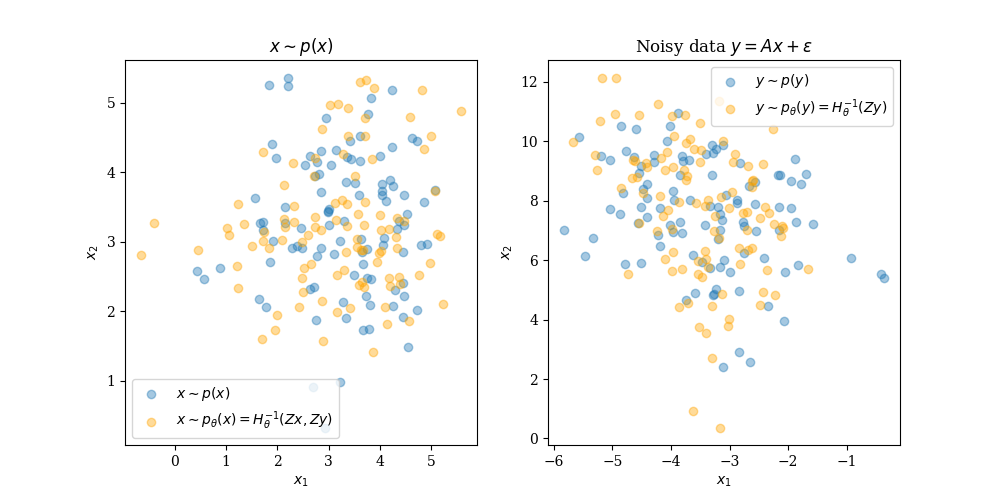 x ∼ p(x)
x₂
5
4
3
2
1
x ∼ p(x)
x ∼ p_θ(x) = H_θ^{-1}(Zx, Zy)
0 1 2 3 4 5
x₁
Noisy data y = Ax + ε
x₂
12
10
8
6
4
2
0
y ∼ p(y)
y ∼ p_θ(y) = H_θ^{-1}(Zy)
−6 −5 −4 −3 −2 −1
x₁